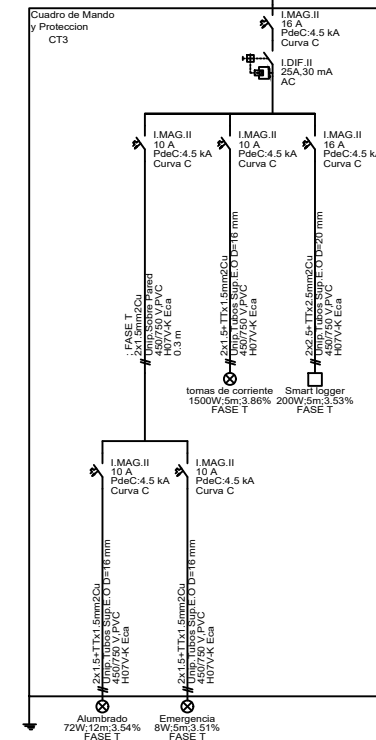 Cuadro de Mando
y Proteccion
CT3
I.MAG.II
16 A
PdeC:4.5 kA
Curva C
I.DIF.II
25A,30 mA
AC
I.MAG.II
10 A
PdeC:4.5 kA
Curva C
I.MAG.II
10 A
PdeC:4.5 kA
Curva C
I.MAG.II
16 A
PdeC:4.5 kA
Curva C
; FASE T
2x1.5mm2Cu
Unip.Sobre Pared
450/750 V,PVC
H07V-K Eca
0.3 m
2x1.5+TTx1.5mm2Cu
Unip.Tubos Sup.E.O D=16 mm
450/750 V,PVC
H07V-K Eca
2x2.5+TTx2.5mm2Cu
Unip.Tubos Sup.E.O D=20 mm
450/750 V,PVC
H07V-K Eca
tomas de corriente
1500W;5m;3.86%
FASE T
Smart logger
200W;5m;3.53%
FASE T
I.MAG.II
10 A
PdeC:4.5 kA
Curva C
I.MAG.II
10 A
PdeC:4.5 kA
Curva C
2x1.5+TTx1.5mm2Cu
Unip.Tubos Sup.E.O D=16 mm
450/750 V,PVC
H07V-K Eca
2x1.5+TTx1.5mm2Cu
Unip.Tubos Sup.E.O D=16 mm
450/750 V,PVC
H07V-K Eca
Alumbrado
72W;12m;3.54%
FASE T
Emergencia
8W;5m;3.51%
FASE T